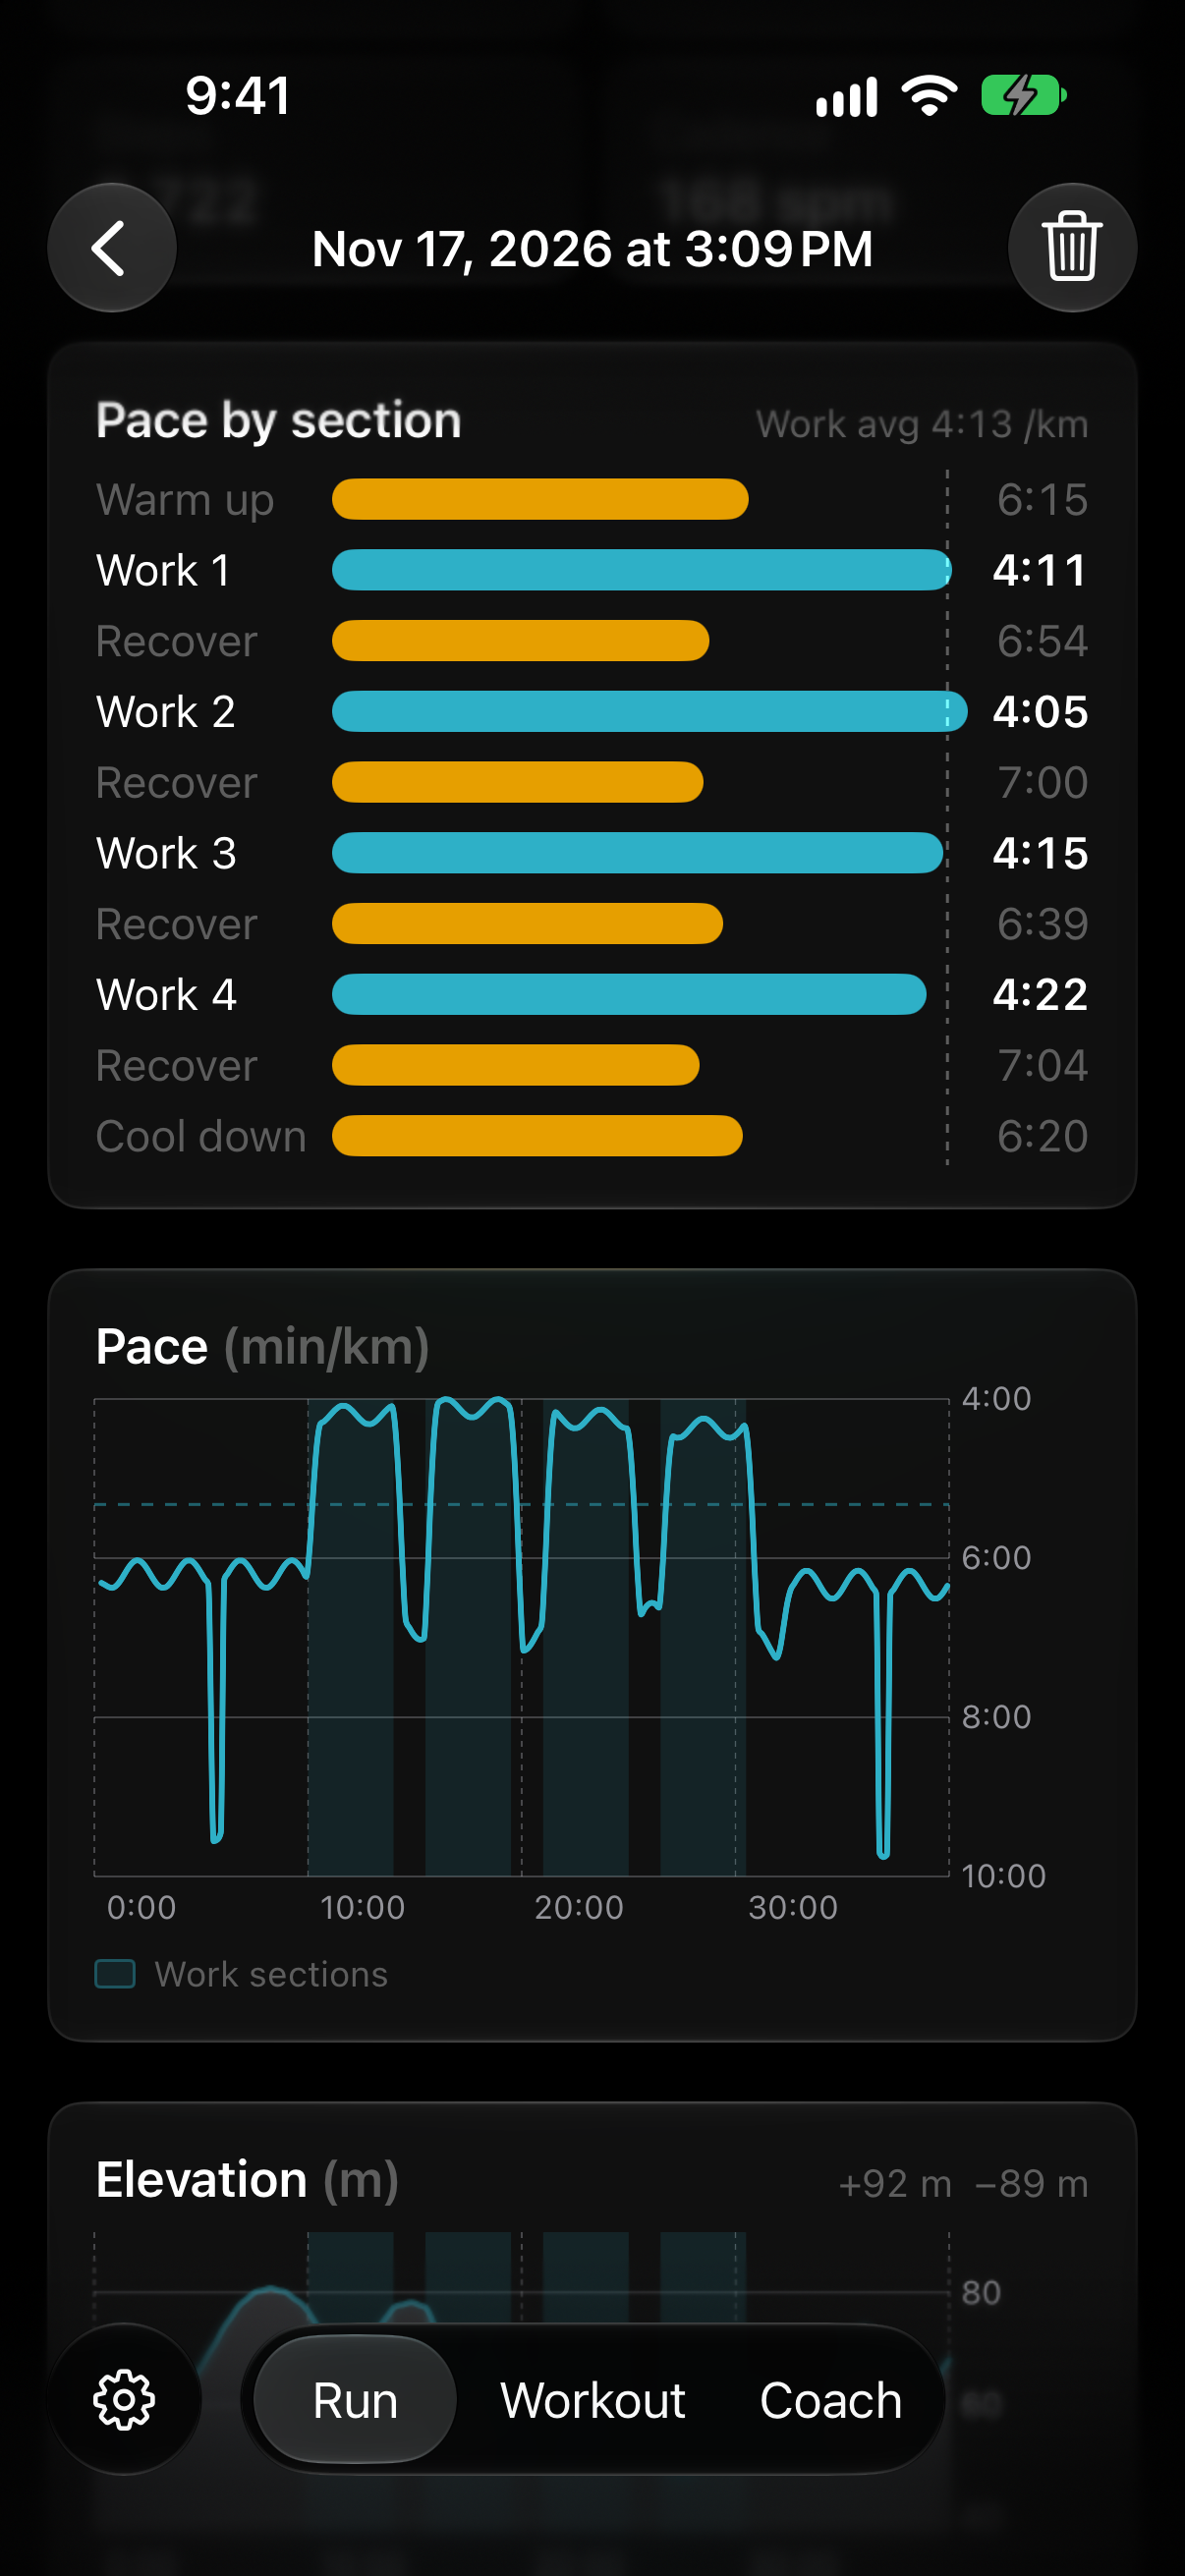 9:41
722
168 spm
Nov 17, 2026 at 3:09 PM
Pace by section
Work avg 4:13 /km
Warm up 6:15
Work 1 4:11
Recover 6:54
Work 2 4:05
Recover 7:00
Work 3 4:15
Recover 6:39
Work 4 4:22
Recover 7:04
Cool down 6:20
Pace (min/km)
4:00
6:00
8:00
10:00
0:00 10:00 20:00 30:00
Work sections
Elevation (m)
+92 m −89 m
80
60
Run Workout Coach